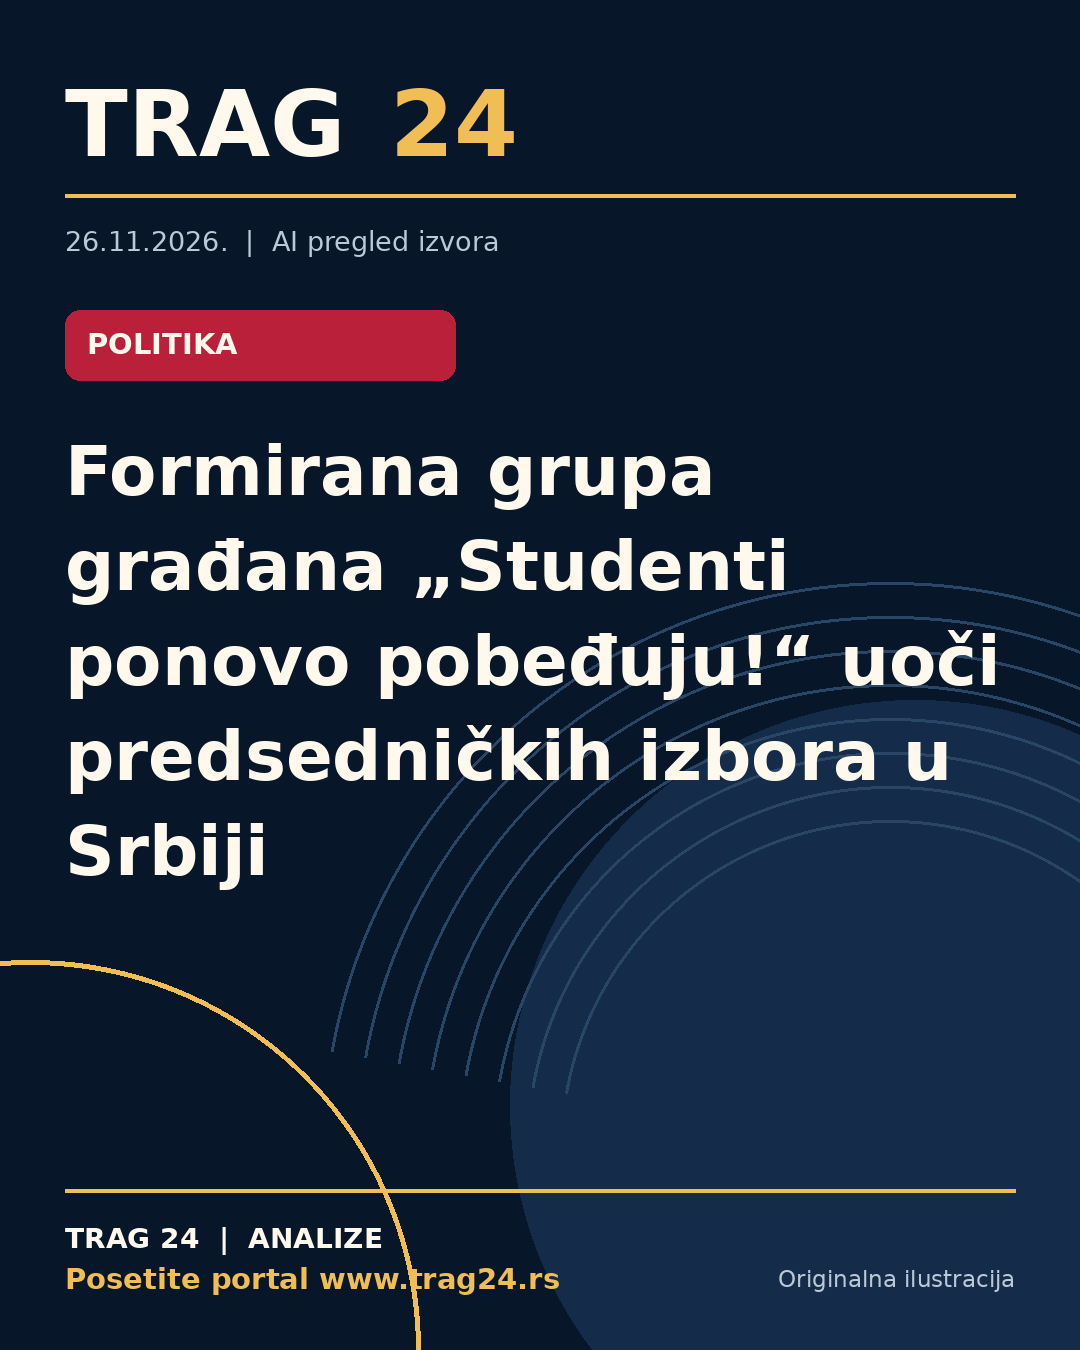 TRAG 24
26.11.2026. | AI pregled izvora
POLITIKA
Formirana grupa
građana „Studenti
ponovo pobeđuju!“ uoči
predsedničkih izbora u
Srbiji
TRAG 24 | ANALIZE
Posetite portal www.trag24.rs
Originalna ilustracija